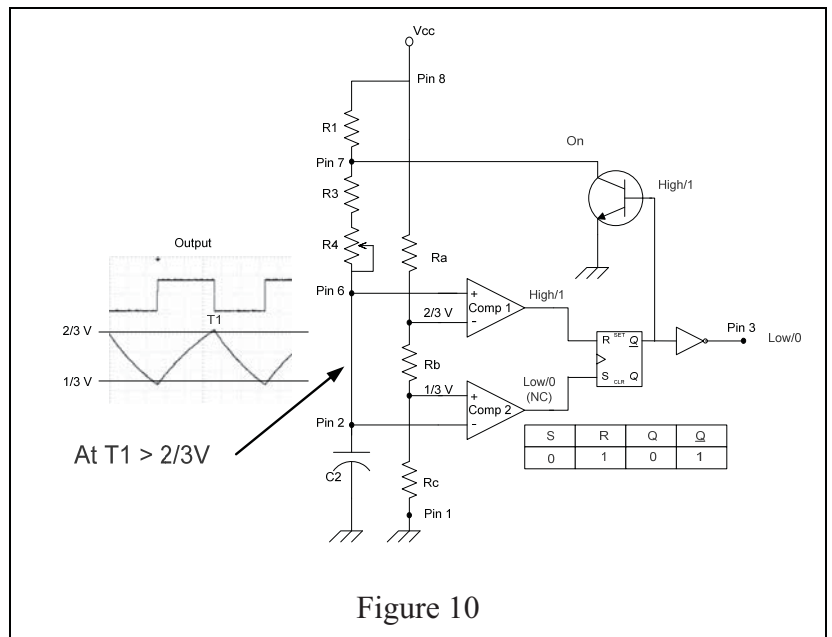 Vcc
Pin 8
R1
On
Pin 7
High/1
R3
Output
R4
Ra
Pin 6
High/1
+
Comp 1
-
T1
2/3 V
2/3 V
Pin 3
Low/0
R SET Q
S CLR Q
Rb
Low/0
(NC)
1/3 V
1/3 V
+
Comp 2
-
Pin 2
At T1 > 2/3V
S R Q Q
0 1 0 1
C2
Rc
Pin 1
Figure 10